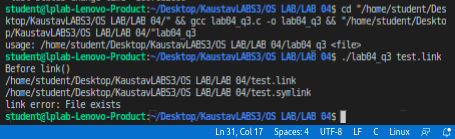 student@lplab-Lenovo-Product:~/Desktop/KaustavLABS3/OS LAB/LAB 04$ cd "/home/student/Des
ktop/KaustavLABS3/OS LAB/LAB 04/" && gcc lab04_q3.c -o lab04_q3 && "/home/student/Deskto
p/KaustavLABS3/OS LAB/LAB 04/"lab04_q3
usage: /home/student/Desktop/KaustavLABS3/OS LAB/LAB 04/lab04_q3 <file>
student@lplab-Lenovo-Product:~/Desktop/KaustavLABS3/OS LAB/LAB 04$ ./lab04_q3 test.link
Before link()
/home/student/Desktop/KaustavLABS3/OS LAB/LAB 04/test.link
/home/student/Desktop/KaustavLABS3/OS LAB/LAB 04/test.symlink
link error: File exists
student@lplab-Lenovo-Product:~/Desktop/KaustavLABS3/OS LAB/LAB 04$
Ln 31, Col 17 Spaces: 4 UTF-8 LF C Linux